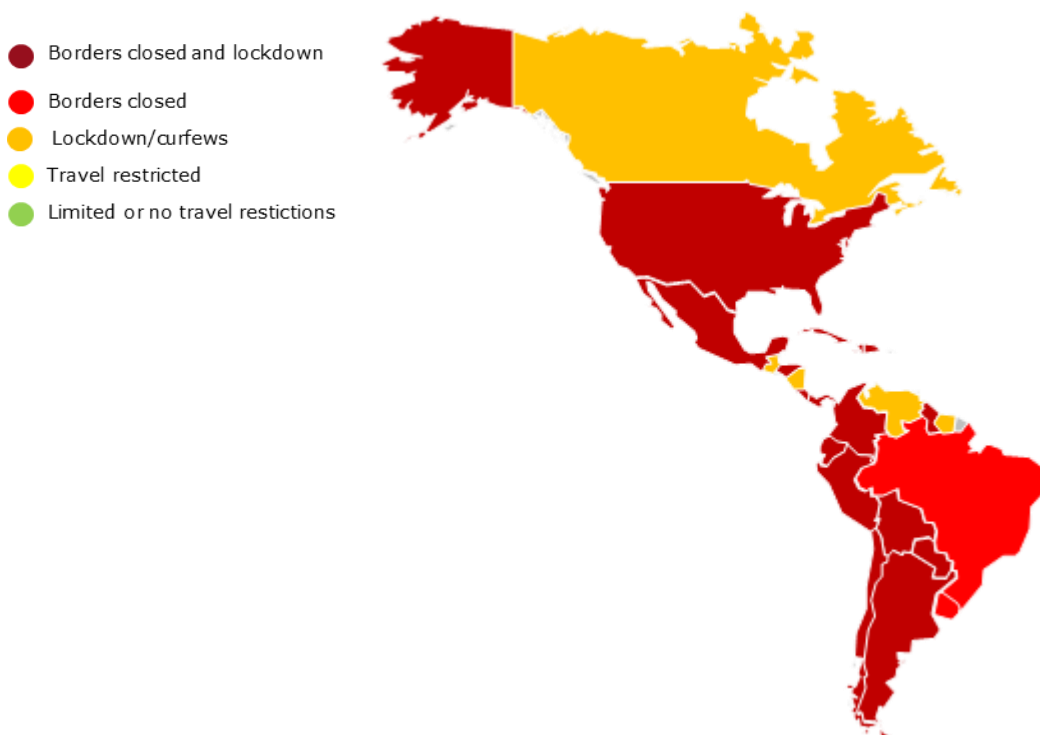 Borders closed and lockdown
Borders closed
Lockdown/curfews
Travel restricted
Limited or no travel restictions